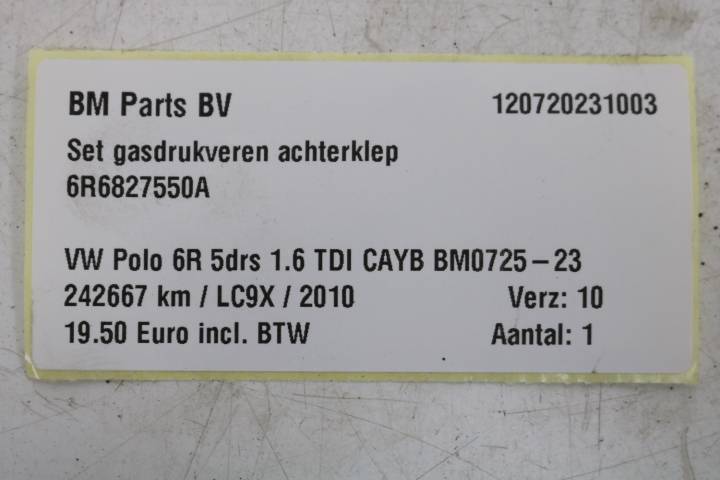 BM Parts BV 120720231003
Set gasdrukveren achterklep
6R6827550A
VW Polo 6R 5drs 1.6 TDI CAYB BM0725-23
242667 km / LC9X / 2010 Verz: 10
19.50 Euro incl. BTW Aantal: 1